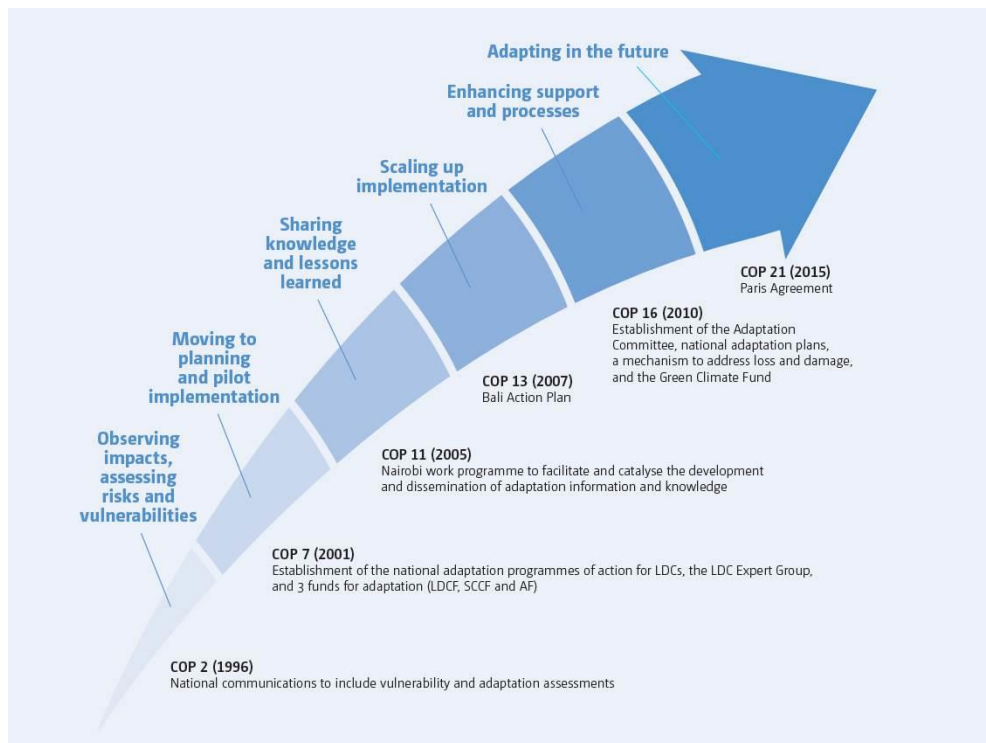 Adapting in the future
Enhancing support
and processes
Scaling up
implementation
Sharing
knowledge
and lessons
learned
Moving to
planning
and pilot
implementation
Observing
impacts,
assessing
risks and
vulnerabilities
COP 21 (2015)
Paris Agreement
COP 16 (2010)
Establishment of the Adaptation
Committee, national adaptation plans,
a mechanism to address loss and damage,
and the Green Climate Fund
COP 13 (2007)
Bali Action Plan
COP 11 (2005)
Nairobi work programme to facilitate and catalyse the development
and dissemination of adaptation information and knowledge
COP 7 (2001)
Establishment of the national adaptation programmes of action for LDCs, the LDC Expert Group,
and 3 funds for adaptation (LDCF, SCCF and AF)
COP 2 (1996)
National communications to include vulnerability and adaptation assessments